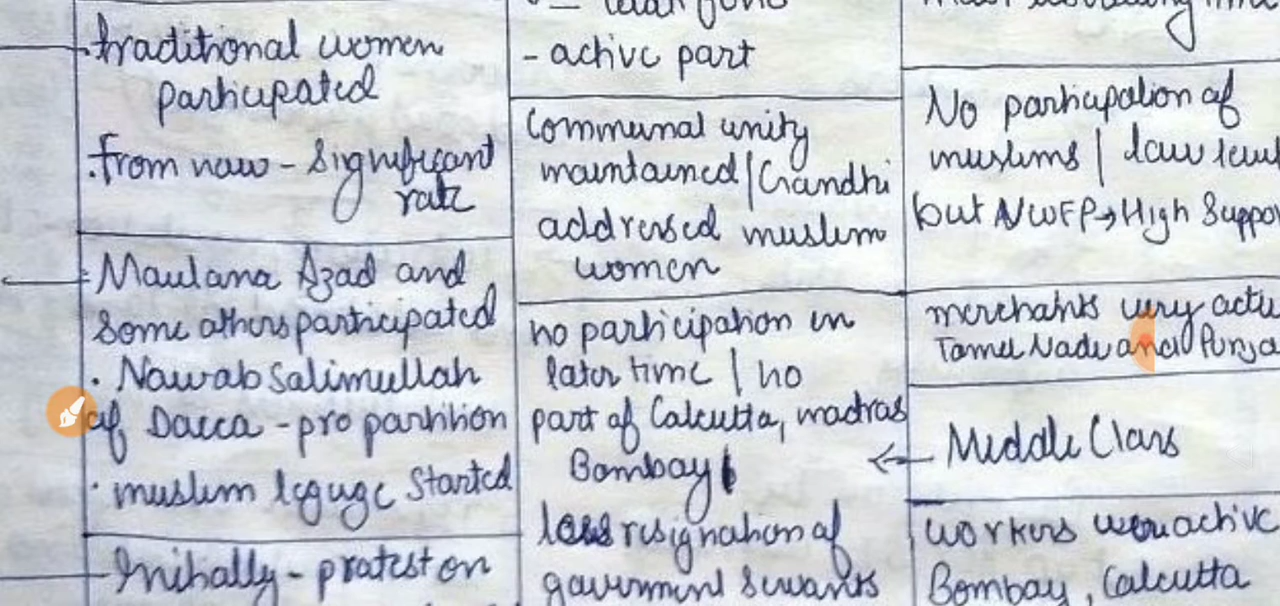 traditional women
participated
.from now - significant
rate
Maulana Azad and
Some others participated
. Nawab Salimullah
of Dacca - pro partition
. muslim league Started
Initially - protest on
- active part
Communal unity
maintained/Gandhi
addressed muslim
women
no participation in
later time | no
part of Calcutta, madras
Bombay
less resignation of
government servants
No participation of
muslims | low level
but NWFP→High Suppor
merchants very activ
Tamil Nadu and Punja
← Middle Class
workers were active
Bombay, Calcutta